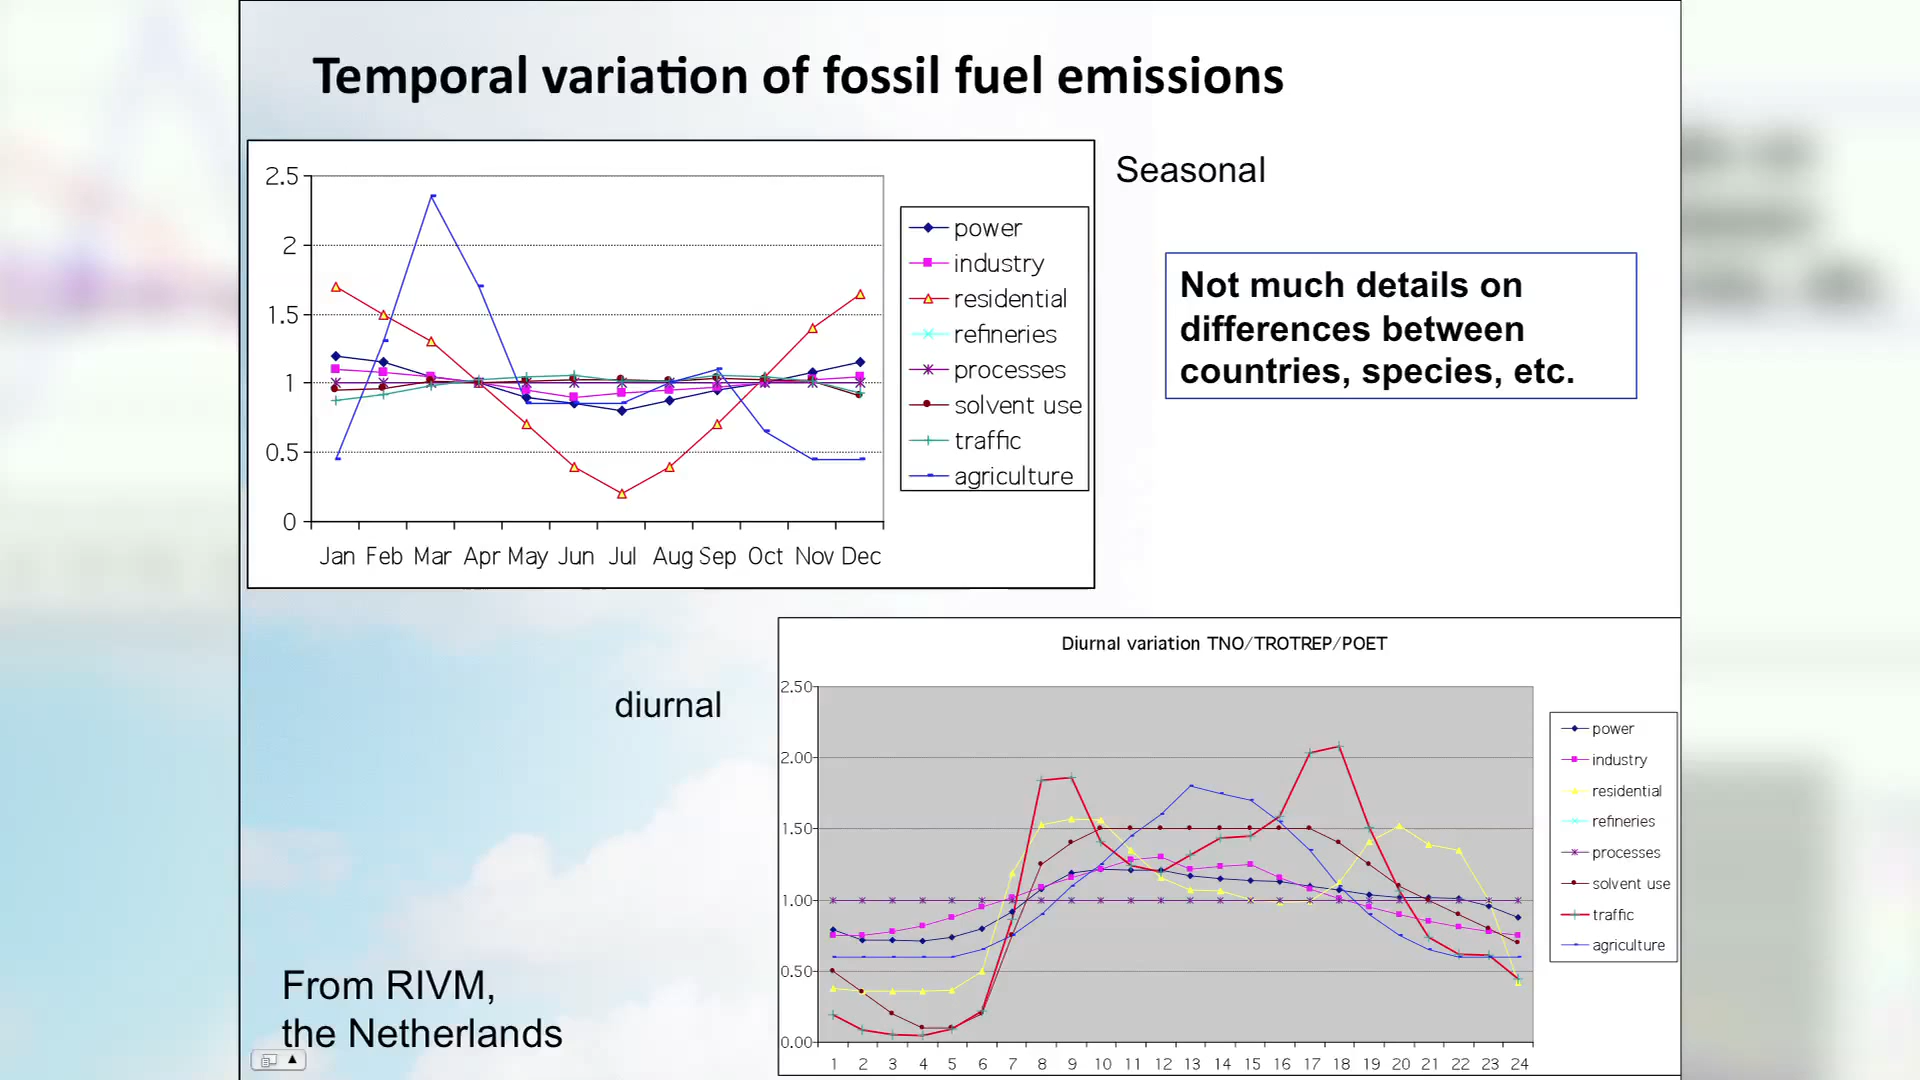 Temporal variation of fossil fuel emissions
Seasonal
2.5
2
1.5
1
0.5
0
Jan Feb Mar Apr May Jun Jul Aug Sep Oct Nov Dec
power
industry
residential
refineries
processes
solvent use
traffic
agriculture
Not much details on
differences between
countries, species, etc.
diurnal
Diurnal variation TNO/TROTREP/POET
2.50
2.00
1.50
1.00
0.50
0.00
1 2 3 4 5 6 7 8 9 10 11 12 13 14 15 16 17 18 19 20 21 22 23 24
power
industry
residential
refineries
processes
solvent use
traffic
agriculture
From RIVM,
the Netherlands